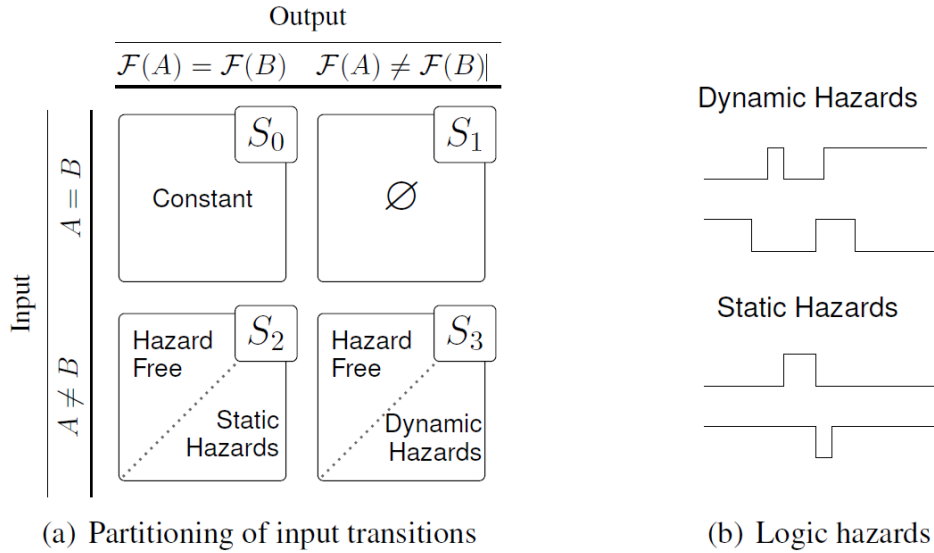 Output
ℱ(A) = ℱ(B) ℱ(A) ≠ ℱ(B)|
Input
A = B
S₀
Constant
S₁
∅
A ≠ B
Hazard
Free
S₂
Static
Hazards
Hazard
Free
S₃
Dynamic
Hazards
(a) Partitioning of input transitions
Dynamic Hazards
Static Hazards
(b) Logic hazards